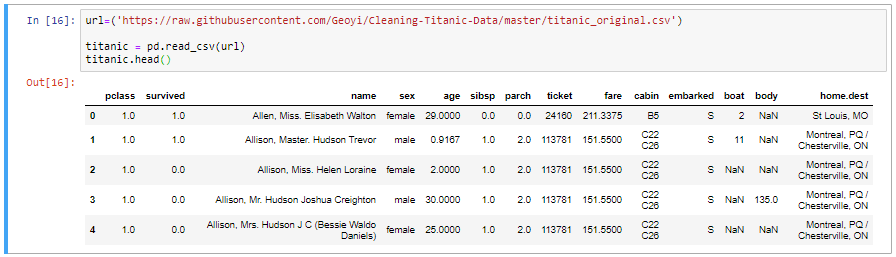 In [16]: url=('https://raw.githubusercontent.com/Geoyi/Cleaning-Titanic-Data/master/titanic_original.csv')
titanic = pd.read_csv(url)
titanic.head()
Out[16]:
pclass survived name sex age sibsp parch ticket fare cabin embarked boat body home.dest
0 1.0 1.0 Allen, Miss. Elisabeth Walton female 29.0000 0.0 0.0 24160 211.3375 B5 S 2 NaN St Louis, MO
1 1.0 1.0 Allison, Master. Hudson Trevor male 0.9167 1.0 2.0 113781 151.5500 C22 C26 S 11 NaN Montreal, PQ / Chesterville, ON
2 1.0 0.0 Allison, Miss. Helen Loraine female 2.0000 1.0 2.0 113781 151.5500 C22 C26 S NaN NaN Montreal, PQ / Chesterville, ON
3 1.0 0.0 Allison, Mr. Hudson Joshua Creighton male 30.0000 1.0 2.0 113781 151.5500 C22 C26 S NaN 135.0 Montreal, PQ / Chesterville, ON
4 1.0 0.0 Allison, Mrs. Hudson J C (Bessie Waldo Daniels) female 25.0000 1.0 2.0 113781 151.5500 C22 C26 S NaN NaN Montreal, PQ / Chesterville, ON